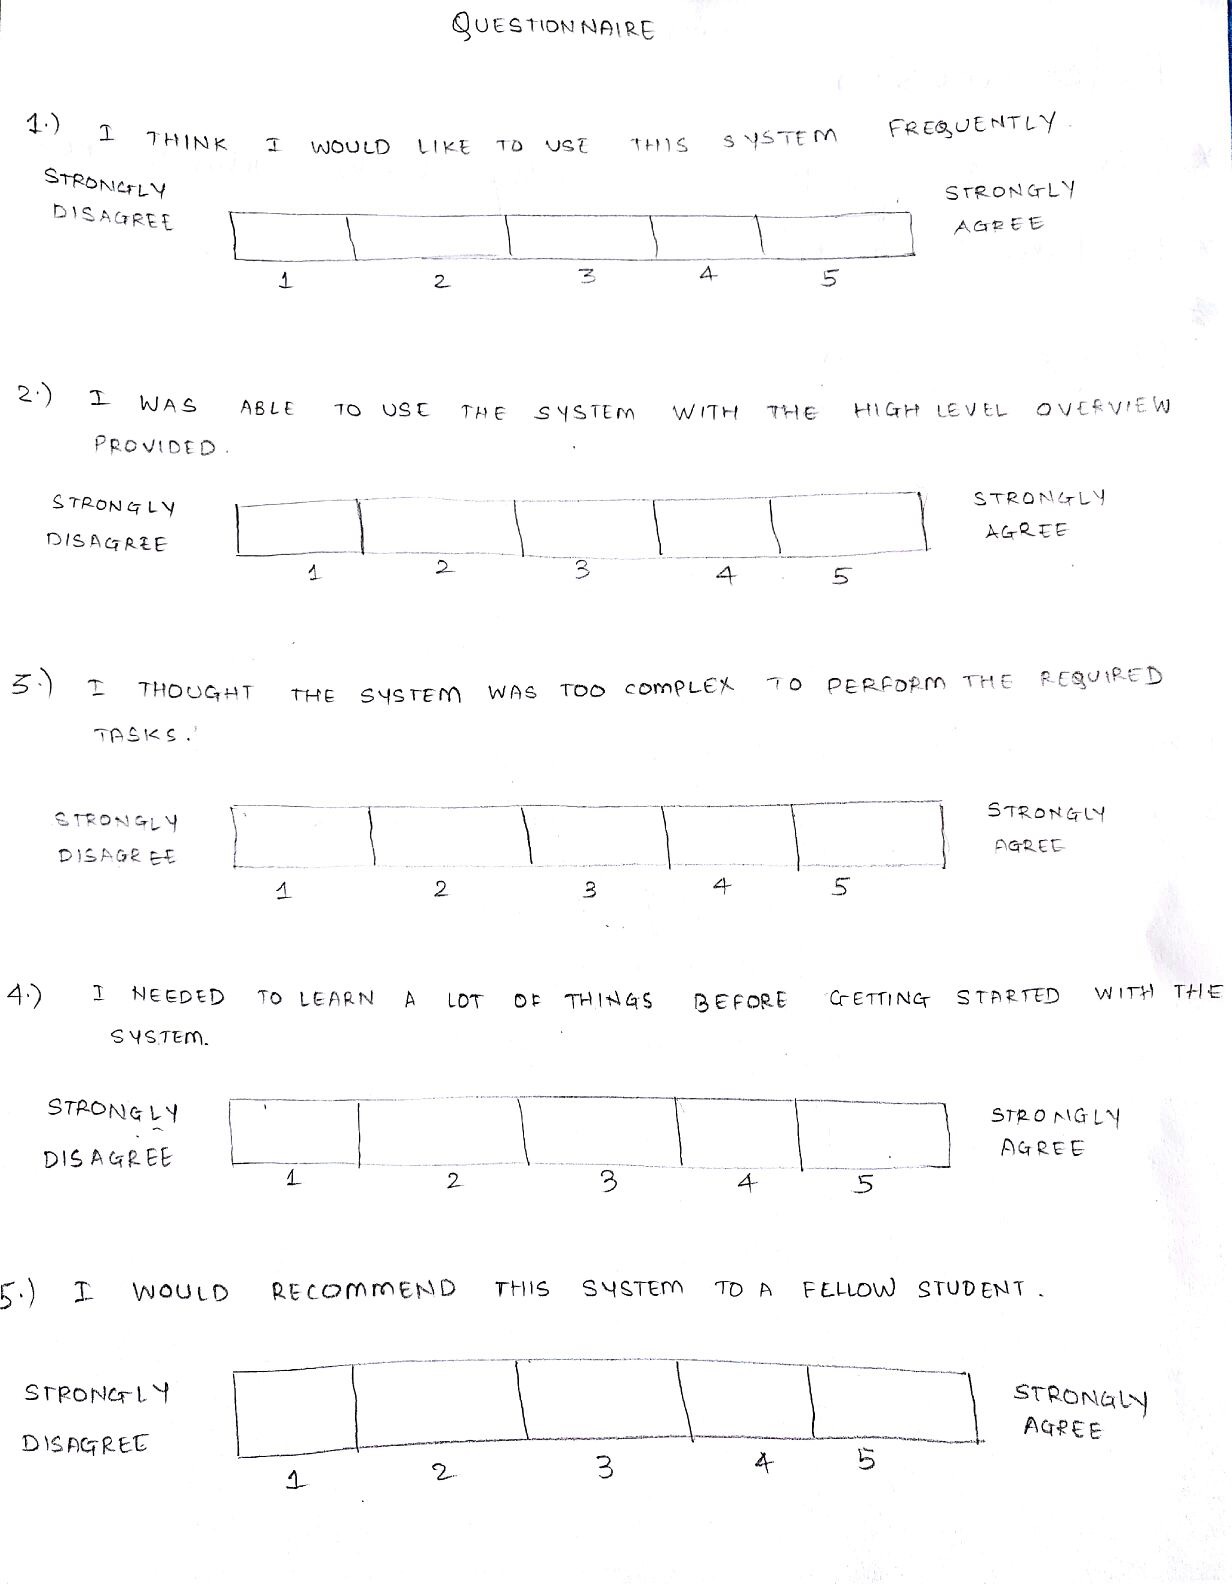 QUESTIONNAIRE
1.) I THINK I WOULD LIKE TO USE THIS SYSTEM FREQUENTLY.
STRONGLY STRONGLY
DISAGREE AGREE
1 2 3 4 5
2.) I WAS ABLE TO USE THE SYSTEM WITH THE HIGH LEVEL OVERVIEW
PROVIDED.
STRONGLY STRONGLY
DISAGREE AGREE
1 2 3 4 5
3.) I THOUGHT THE SYSTEM WAS TOO COMPLEX TO PERFORM THE REQUIRED
TASKS.
STRONGLY STRONGLY
DISAGREE AGREE
1 2 3 4 5
4.) I NEEDED TO LEARN A LOT OF THINGS BEFORE GETTING STARTED WITH THE
SYSTEM.
STRONGLY STRONGLY
DISAGREE AGREE
1 2 3 4 5
5.) I WOULD RECOMMEND THIS SYSTEM TO A FELLOW STUDENT.
STRONGLY STRONGLY
DISAGREE AGREE
1 2 3 4 5